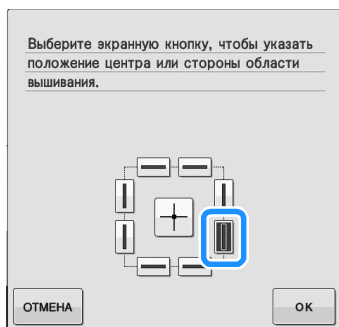 Выберите экранную кнопку, чтобы указать
положение центра или стороны области
вышивания.
ОТМЕНА
OK